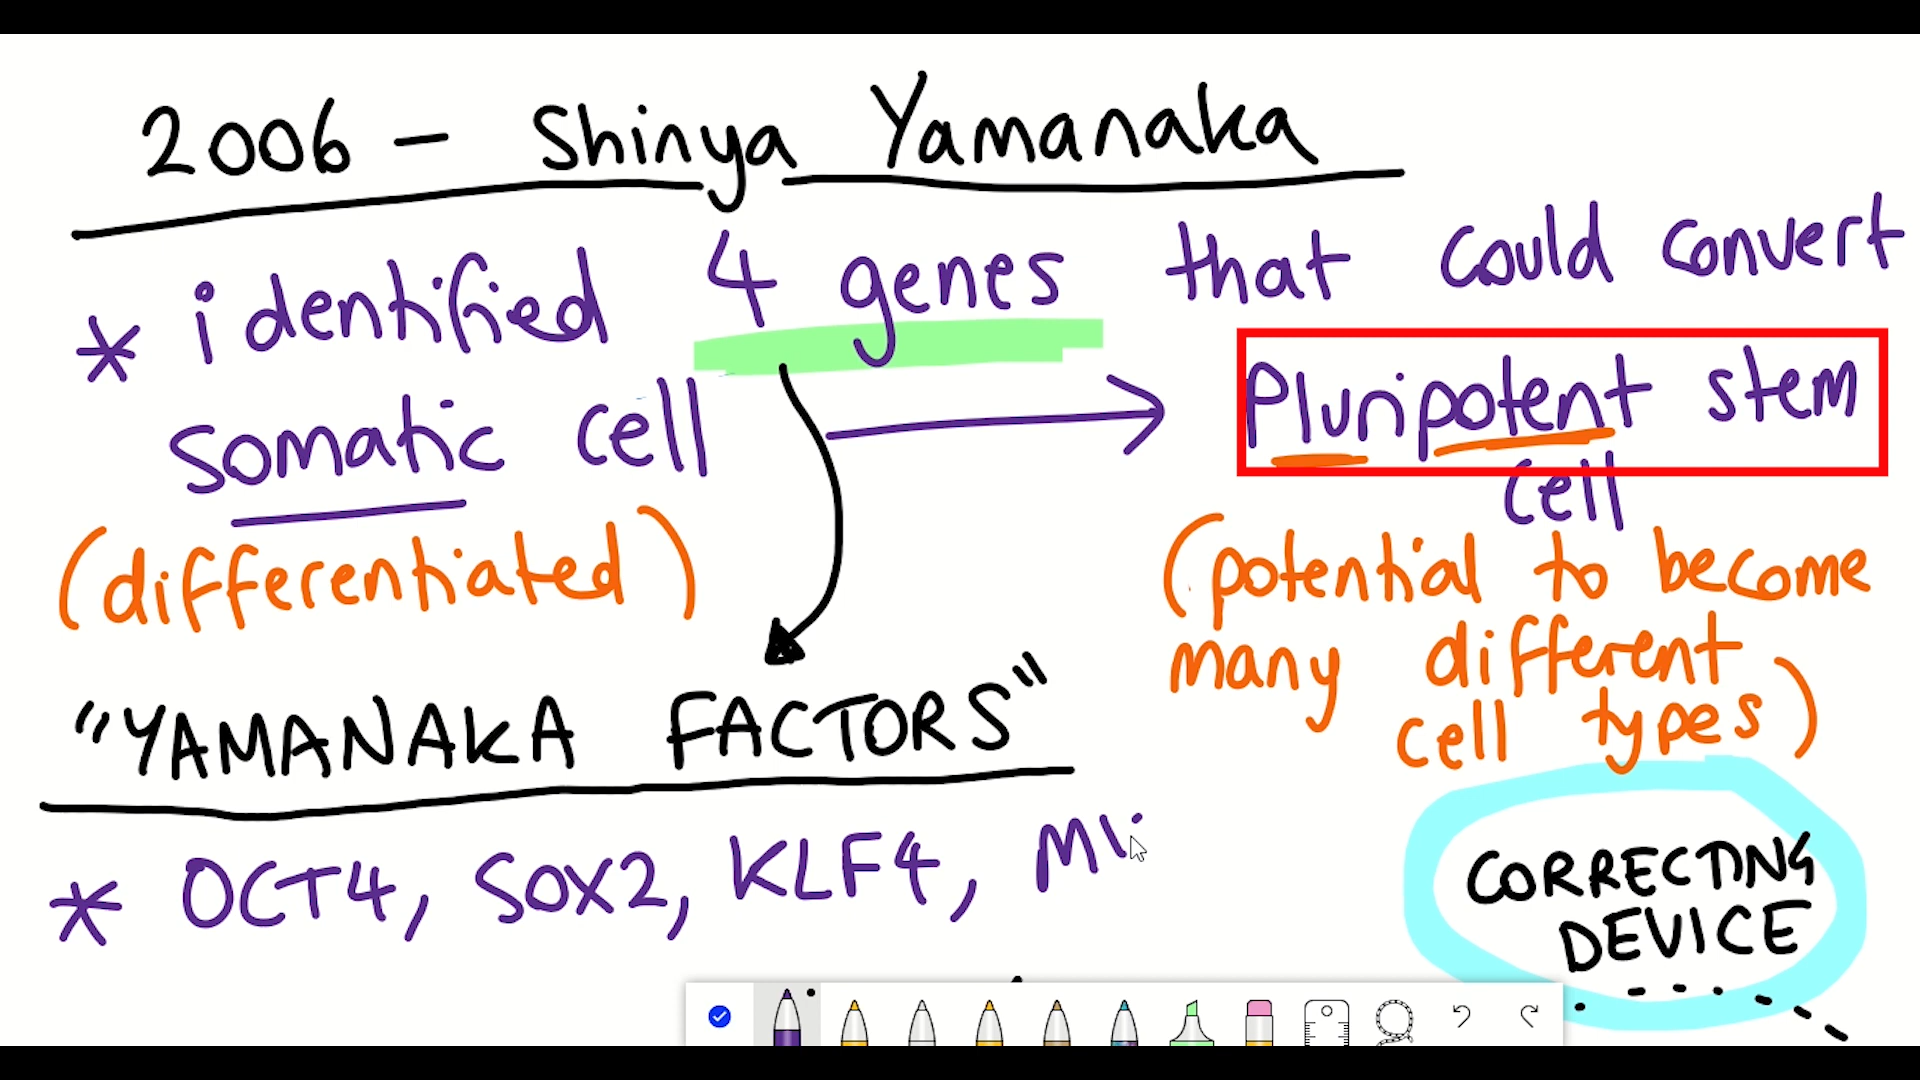 2006 - Shinya Yamanaka
* identified 4 genes that could convert
somatic cell → Pluripotent stem
cell
(differentiated)
(potential to become
many different
cell types)
"YAMANAKA FACTORS"
* OCT4, SOX2, KLF4,
CORRECTING
DEVICE